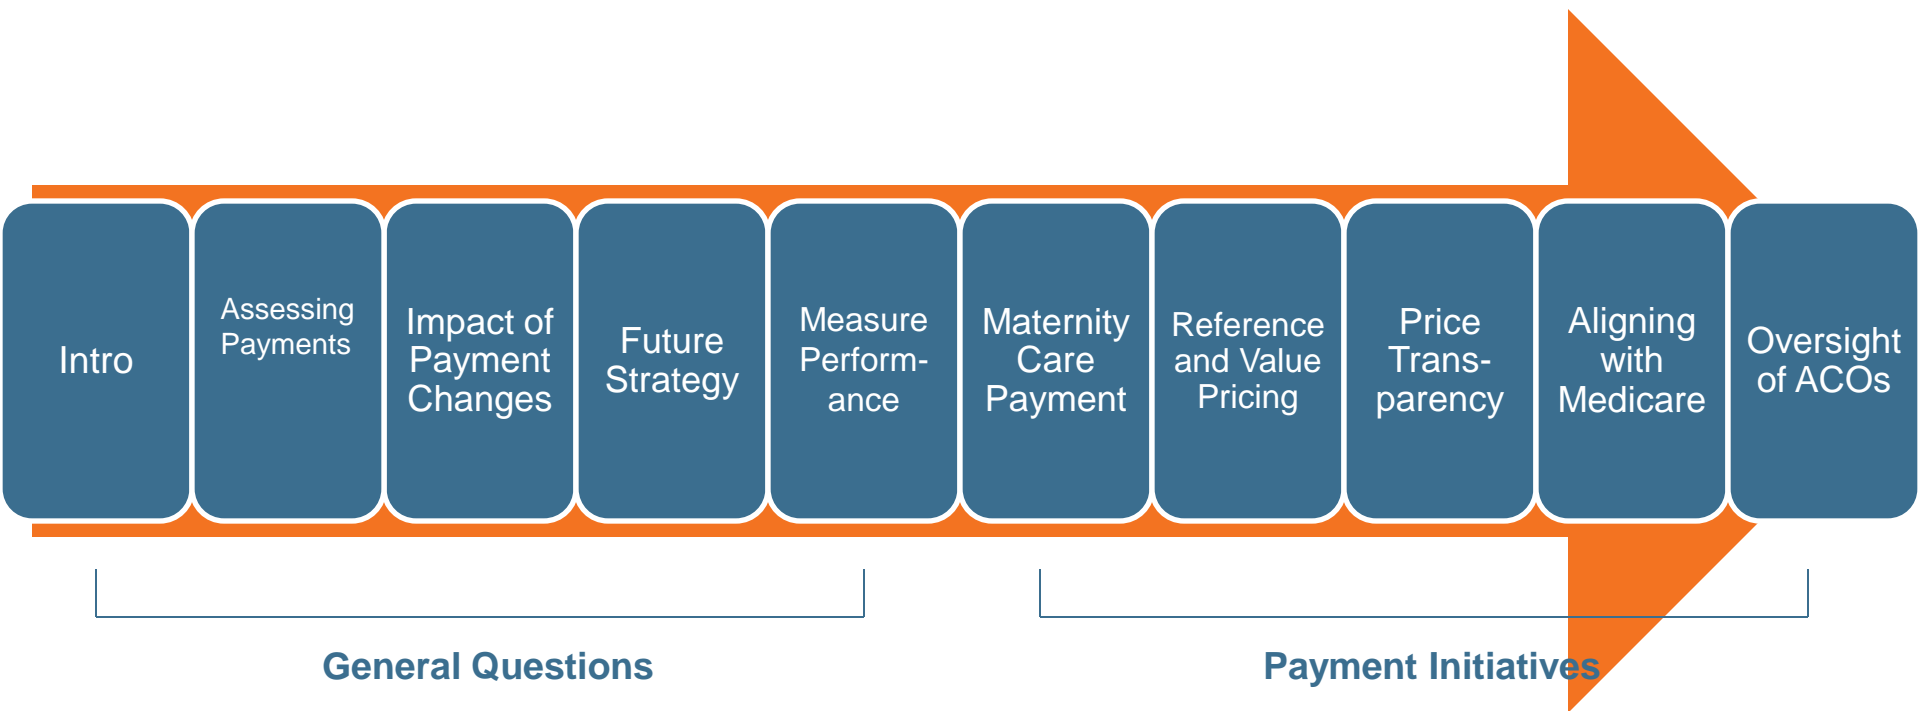 Intro
Assessing
Payments
Impact of
Payment
Changes
Future
Strategy
Measure
Perform-
ance
Maternity
Care
Payment
Reference
and Value
Pricing
Price
Trans-
parency
Aligning
with
Medicare
Oversight
of ACOs
General Questions
Payment Initiatives